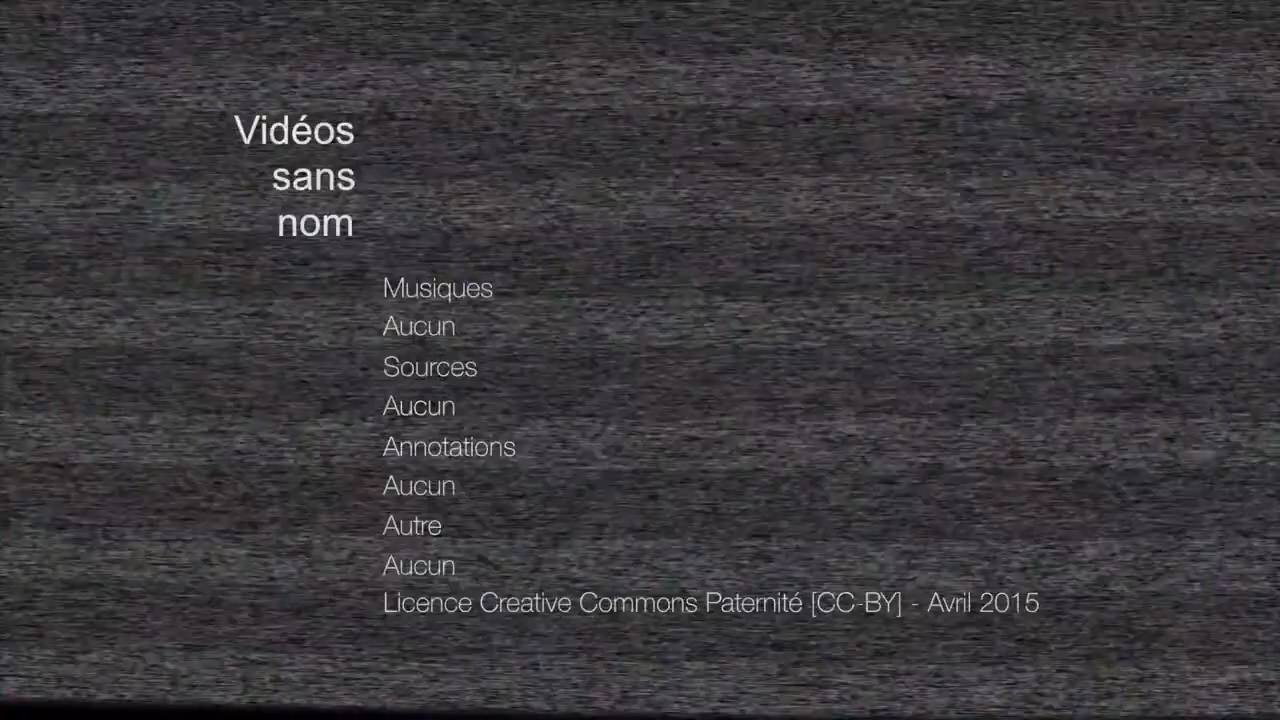 Vidéos
sans
nom
Musiques
Aucun
Sources
Aucun
Annotations
Aucun
Autre
Aucun
Licence Creative Commons Paternité [CC-BY] - Avril 2015